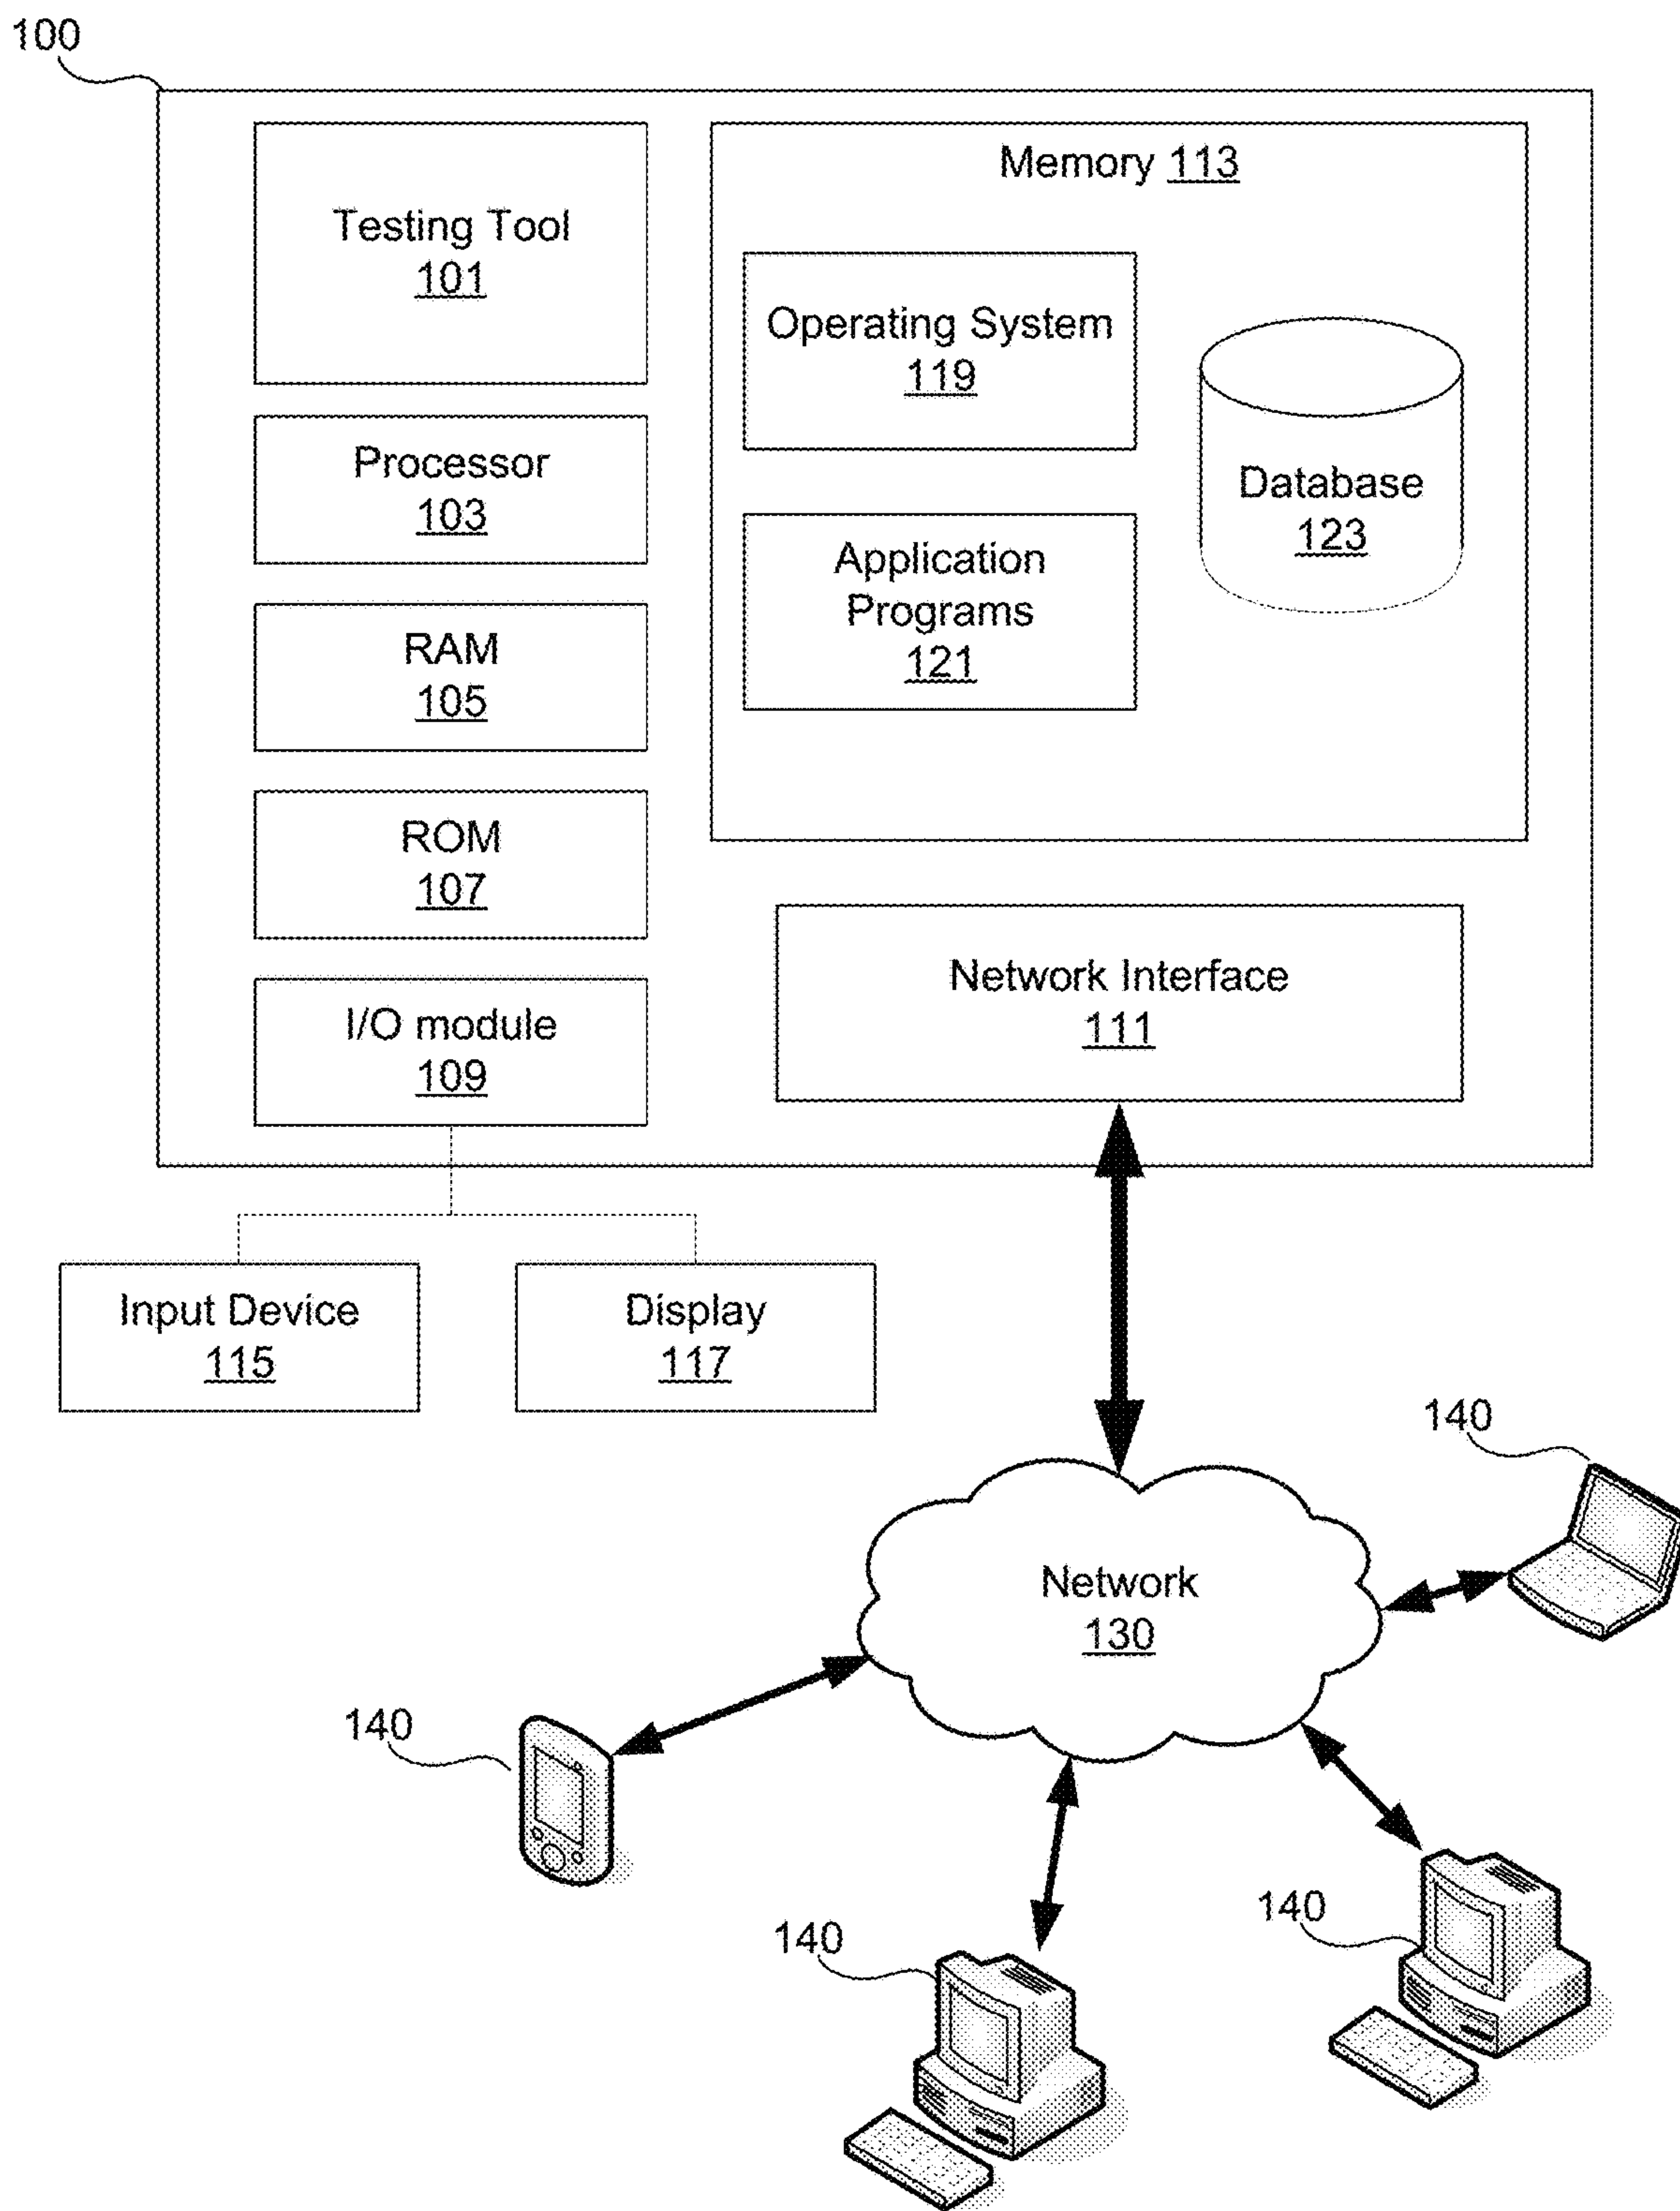 100
Testing Tool
101
Processor
103
RAM
105
ROM
107
I/O module
109
Memory 113
Operating System
119
Application
Programs
121
Database
123
Network Interface
111
Input Device
115
Display
117
Network
130
140
140
140
140